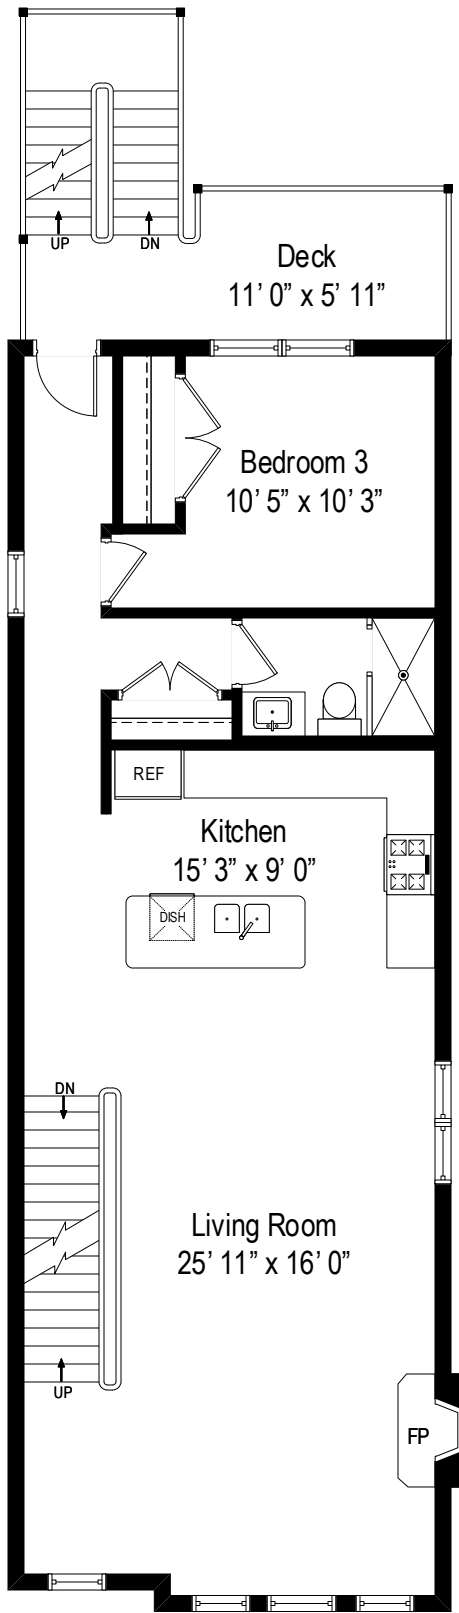 UP
DN
Deck
11’ 0” x 5’ 11”
Bedroom 3
10’ 5” x 10’ 3”
REF
Kitchen
15’ 3” x 9’ 0”
DISH
DN
Living Room
25’ 11” x 16’ 0”
UP
FP